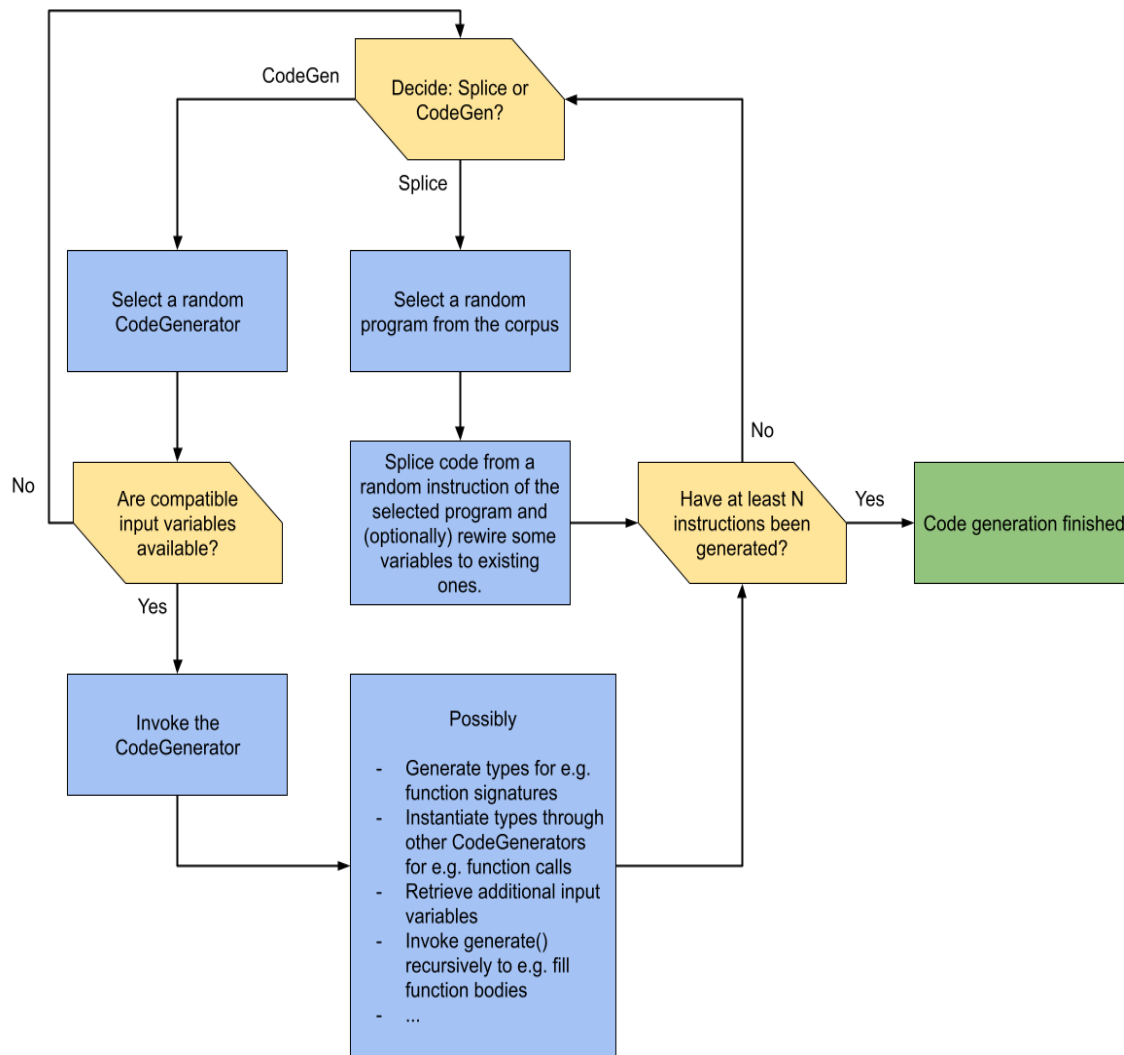 CodeGen
Decide: Splice or
CodeGen?
Splice
Select a random
CodeGenerator
Select a random
program from the corpus
No
Are compatible
input variables
available?
Yes
Splice code from a
random instruction of the
selected program and
(optionally) rewire some
variables to existing
ones.
No
Have at least N
instructions been
generated?
Yes
Code generation finished
Invoke the
CodeGenerator
Possibly
- Generate types for e.g.
function signatures
- Instantiate types through
other CodeGenerators
for e.g. function calls
- Retrieve additional input
variables
- Invoke generate()
recursively to e.g. fill
function bodies
- ...